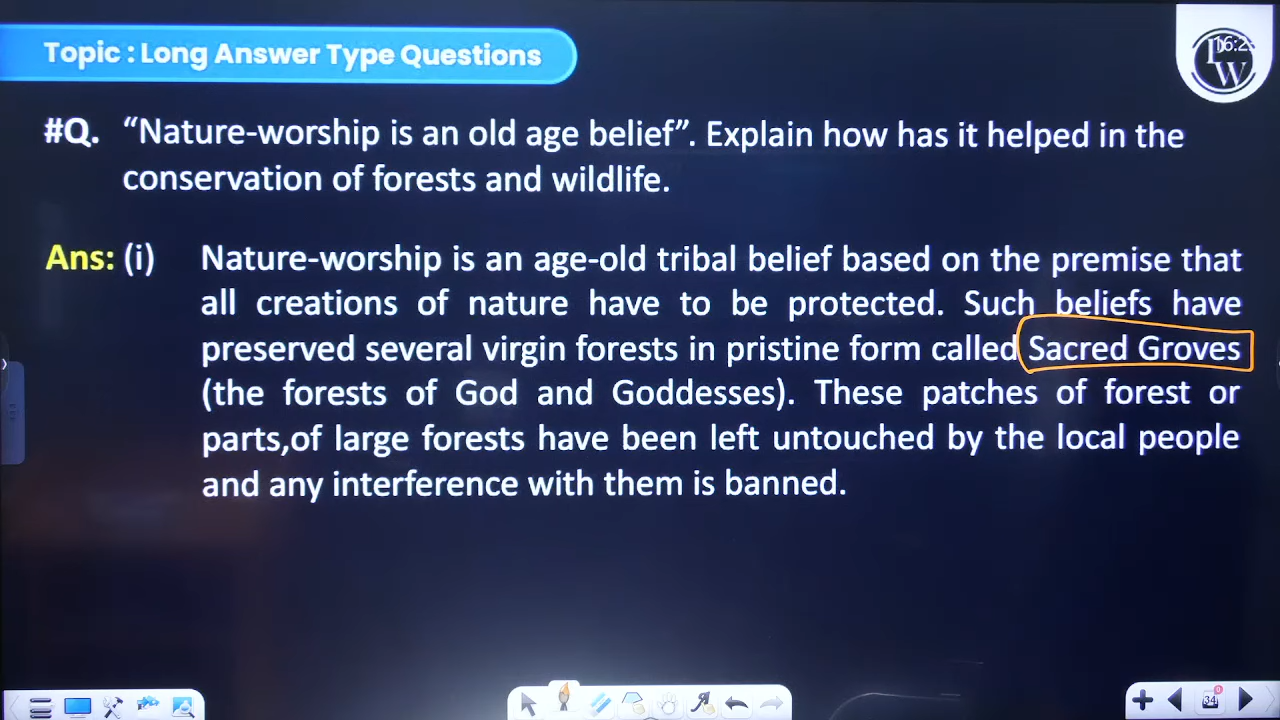 Topic : Long Answer Type Questions
16:2
PW
#Q. “Nature-worship is an old age belief”. Explain how has it helped in the
conservation of forests and wildlife.
Ans: (i) Nature-worship is an age-old tribal belief based on the premise that
all creations of nature have to be protected. Such beliefs have
preserved several virgin forests in pristine form called Sacred Groves
(the forests of God and Goddesses). These patches of forest or
parts,of large forests have been left untouched by the local people
and any interference with them is banned.
34